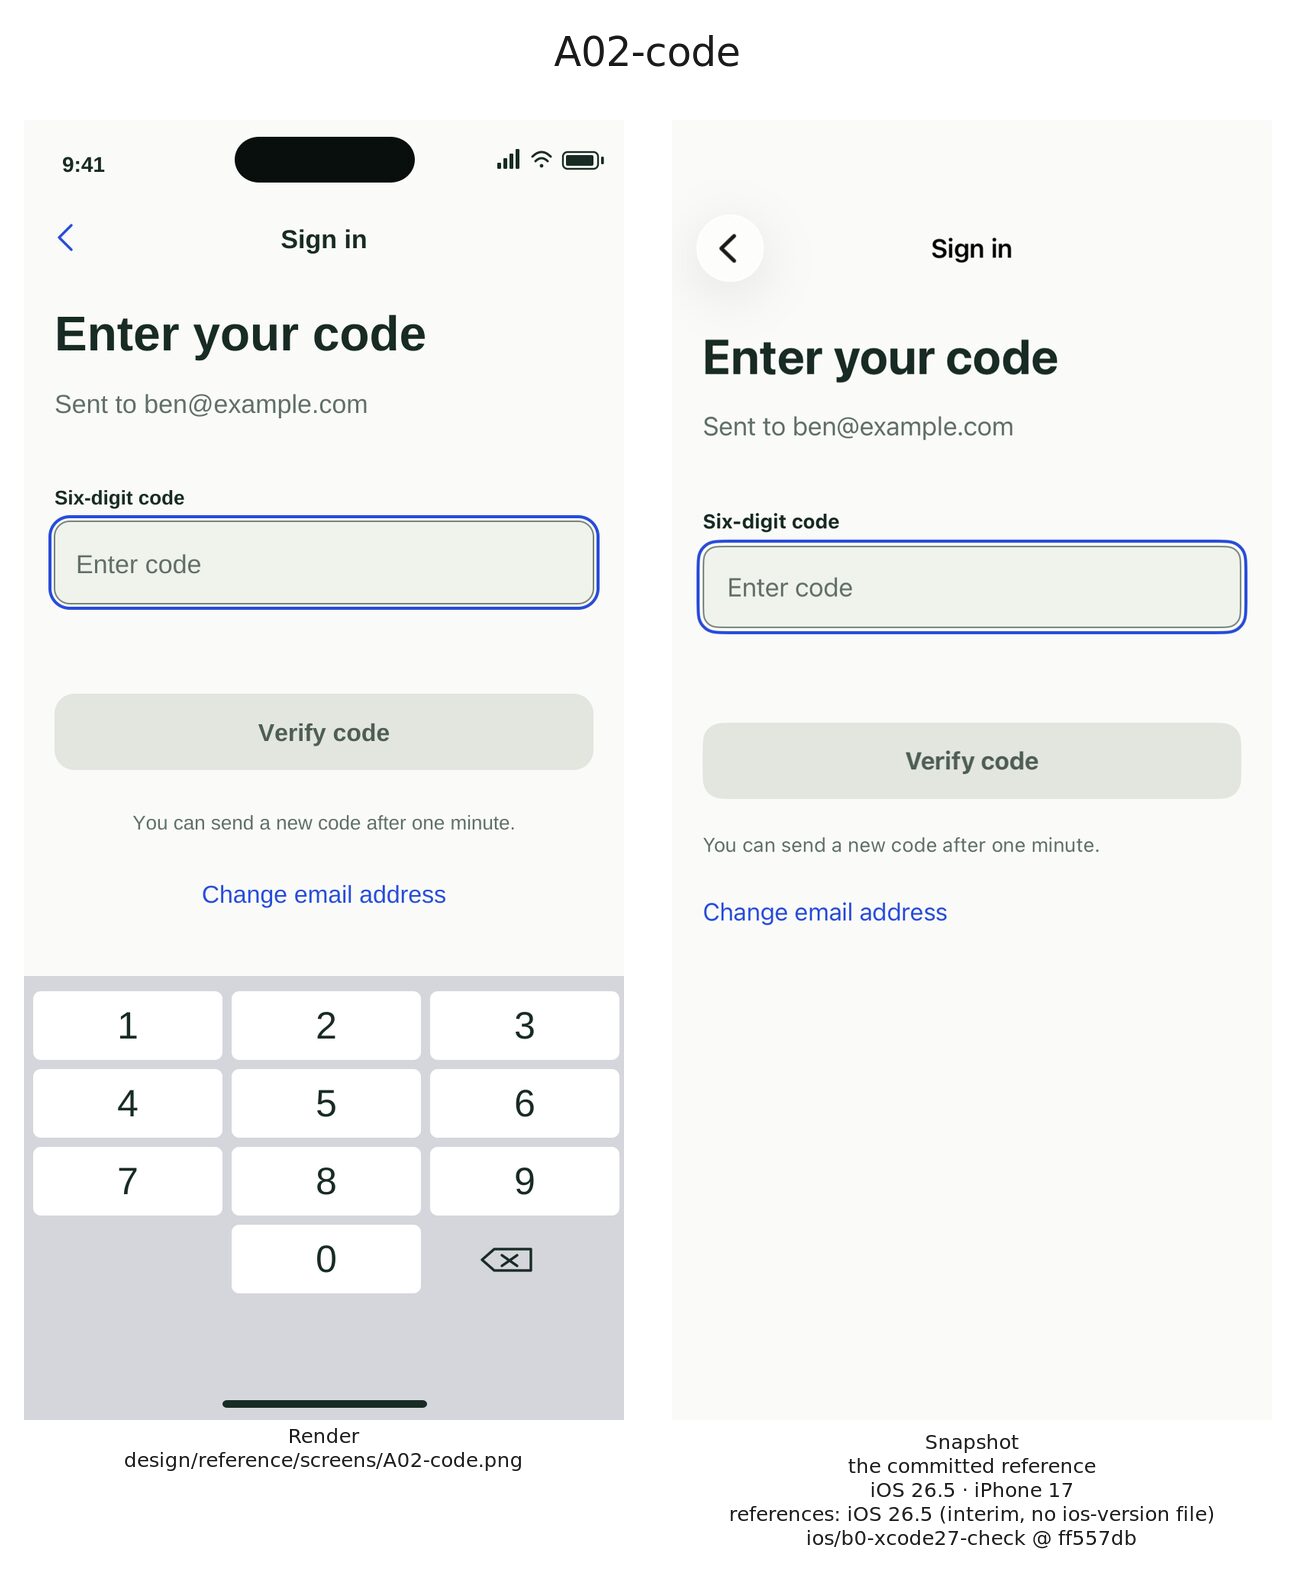 A02-code
9:41
Sign in
Enter your code
Sent to ben@example.com
Six-digit code
Enter code
Verify code
You can send a new code after one minute.
Change email address
1 2 3
4 5 6
7 8 9
0
Render
design/reference/screens/A02-code.png
Sign in
Enter your code
Sent to ben@example.com
Six-digit code
Enter code
Verify code
You can send a new code after one minute.
Change email address
Snapshot
the committed reference
iOS 26.5 · iPhone 17
references: iOS 26.5 (interim, no ios-version file)
ios/b0-xcode27-check @ ff557db